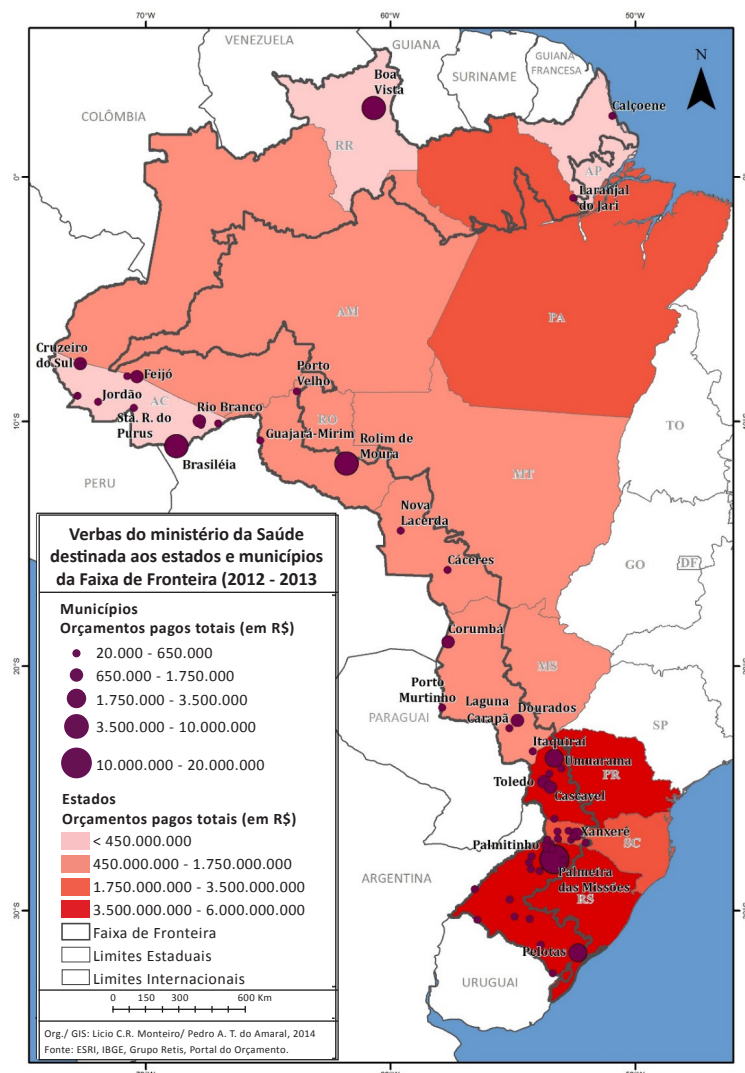 70°W
60°W
50°W
VENEZUELA
GUIANA
SURINAME
GUIANA
FRANCESA
N
COLÔMBIA
Boa
Vista
RR
Calçoene
AP
Laranjal
do Jari
AM
PA
Cruzeiro
do Sul
Feijó
Jordão
AC
Sta. R. do
Purus
Rio Branco
Brasiléia
Porto
Velho
RO
Guajará-Mirim
Rolim de
Moura
10°S
TO
PERU
MT
Nova
Lacerda
Cáceres
GO
DF
Corumbá
20°S
MS
Porto
Murtinho
PARAGUAI
Laguna
Carapã
Dourados
SP
Itaquiraí
Umuarama
PR
Toledo
Cascavel
Xanxerê
SC
Palmitinho
Palmeira
das Missões
RS
ARGENTINA
30°S
Pelotas
URUGUAI
Verbas do ministério da Saúde
destinada aos estados e municípios
da Faixa de Fronteira (2012 - 2013
Municípios
Orçamentos pagos totais (em R$)
20.000 - 650.000
650.000 - 1.750.000
1.750.000 - 3.500.000
3.500.000 - 10.000.000
10.000.000 - 20.000.000
Estados
Orçamentos pagos totais (em R$)
< 450.000.000
450.000.000 - 1.750.000.000
1.750.000.000 - 3.500.000.000
3.500.000.000 - 6.000.000.000
Faixa de Fronteira
Limites Estaduais
Limites Internacionais
0 150 300 600 Km
Org./ GIS: Licio C.R. Monteiro/ Pedro A. T. do Amaral, 2014
Fonte: ESRI, IBGE, Grupo Retis, Portal do Orçamento.